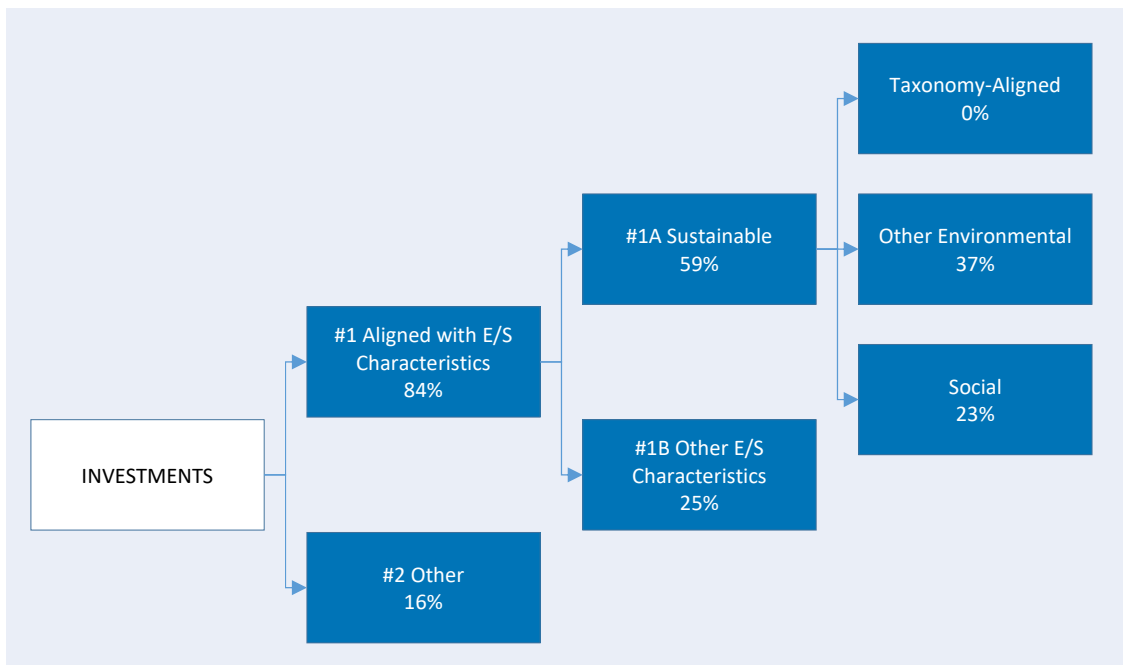 INVESTMENTS
#1 Aligned with E/S
Characteristics
84%
#2 Other
16%
#1A Sustainable
59%
#1B Other E/S
Characteristics
25%
Taxonomy-Aligned
0%
Other Environmental
37%
Social
23%